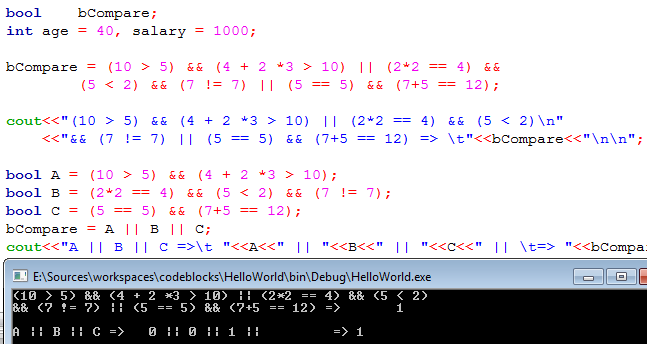 bool    bCompare;
int age = 40, salary = 1000;
bCompare = (10 > 5) && (4 + 2 *3 > 10) || (2*2 == 4) &&
(5 < 2) && (7 != 7) || (5 == 5) && (7+5 == 12);
cout<<"(10 > 5) && (4 + 2 *3 > 10) || (2*2 == 4) && (5 < 2)\n"
<<"&& (7 != 7) || (5 == 5) && (7+5 == 12) => \t"<<bCompare<<"\n\n";
bool A = (10 > 5) && (4 + 2 *3 > 10);
bool B = (2*2 == 4) && (5 < 2) && (7 != 7);
bool C = (5 == 5) && (7+5 == 12);
bCompare = A || B || C;
cout<<"A || B || C =>\t "<<A<<" || "<<B<<" || "<<C<<" || \t=> "<<bCompa
E:\Sources\workspaces\codeblocks\HelloWorld\bin\Debug\HelloWorld.exe
(10 > 5) && (4 + 2 *3 > 10) || (2*2 == 4) && (5 < 2)
&& (7 != 7) || (5 == 5) && (7+5 == 12) =>       1
A || B || C =>   0 || 0 || 1 ||         => 1